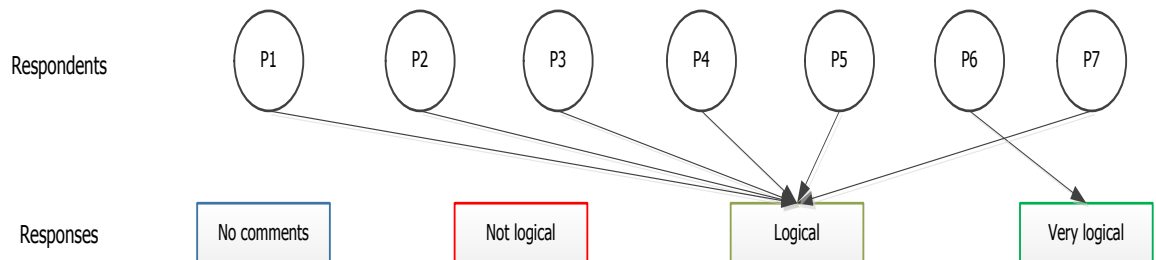 Respondents P1 P2 P3 P4 P5 P6 P7
Responses No comments Not logical Logical Very logical